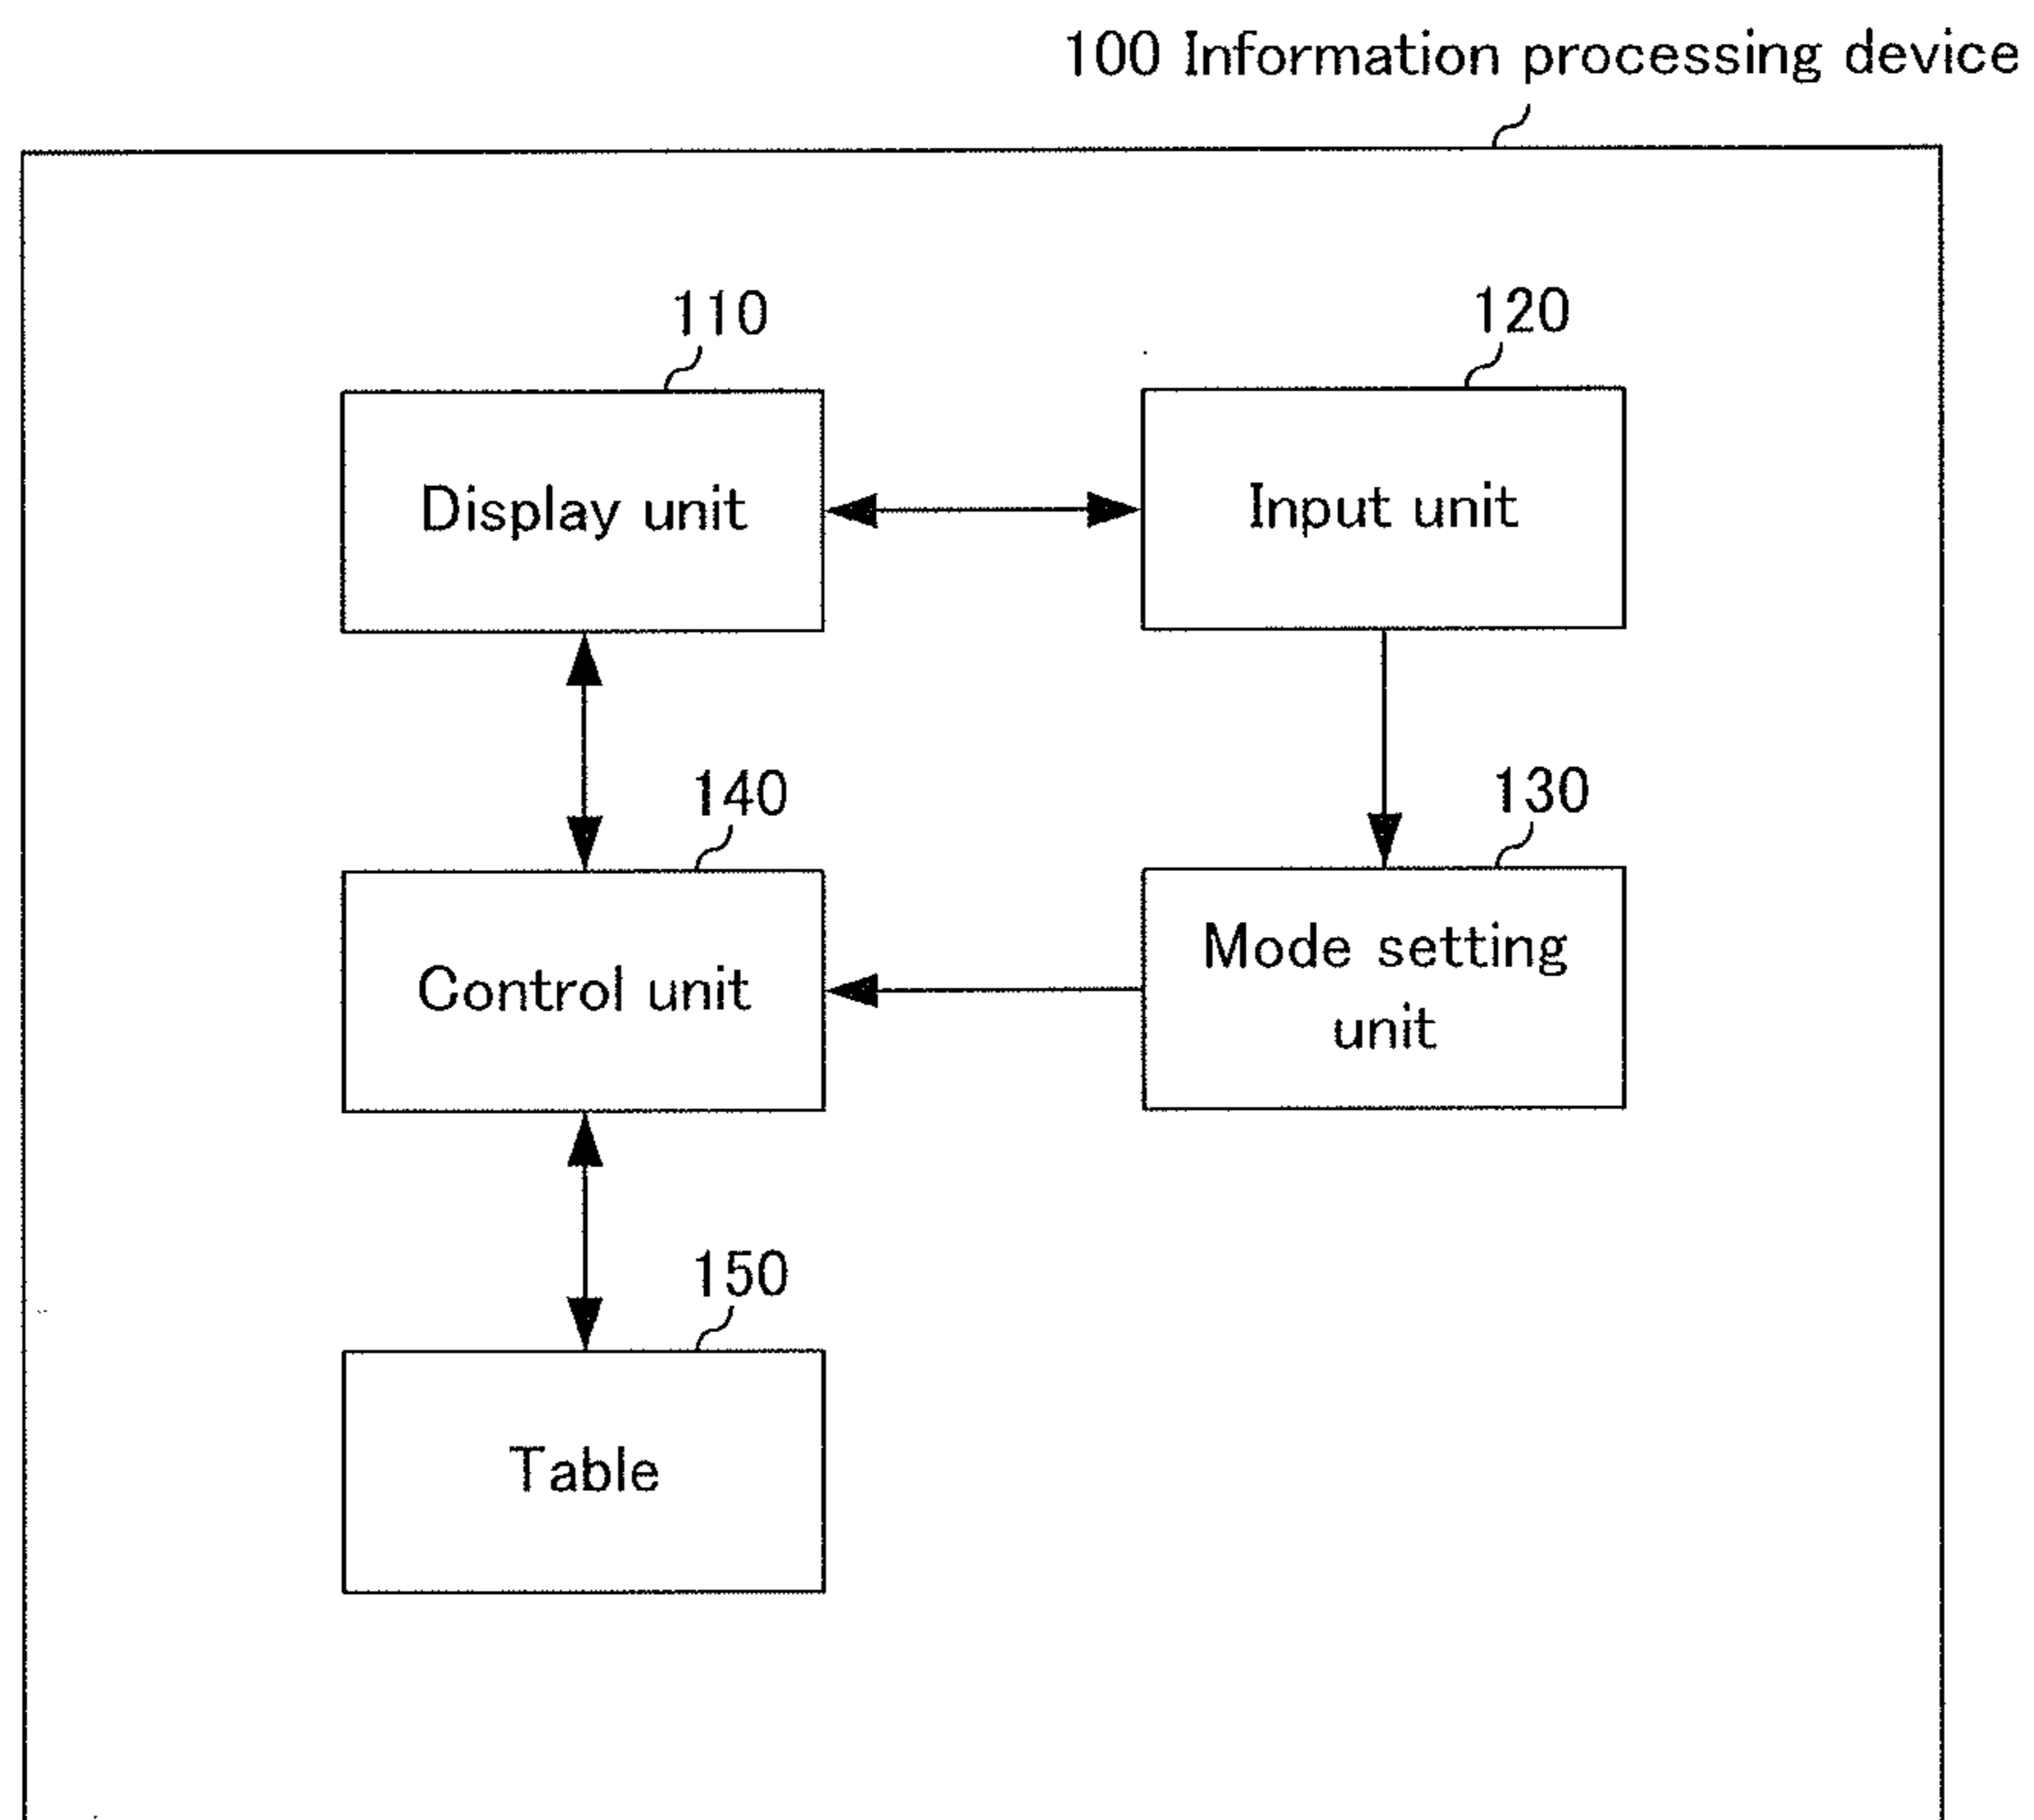 100 Information processing device
110
120
Display unit
Input unit
140
130
Control unit
Mode setting
unit
150
Table